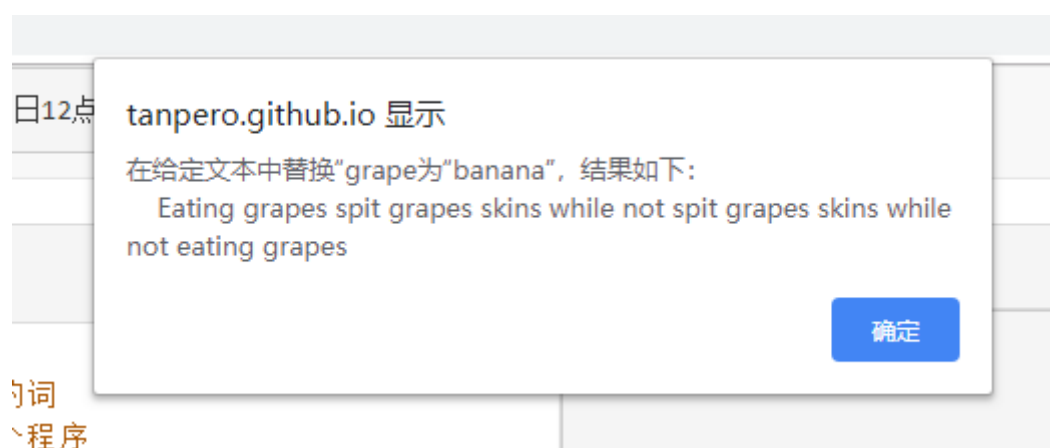 日12点
tanpero.github.io 显示
在给定文本中替换“grape为“banana”，结果如下：
Eating grapes spit grapes skins while not spit grapes skins while
not eating grapes
确定
的词
个程序